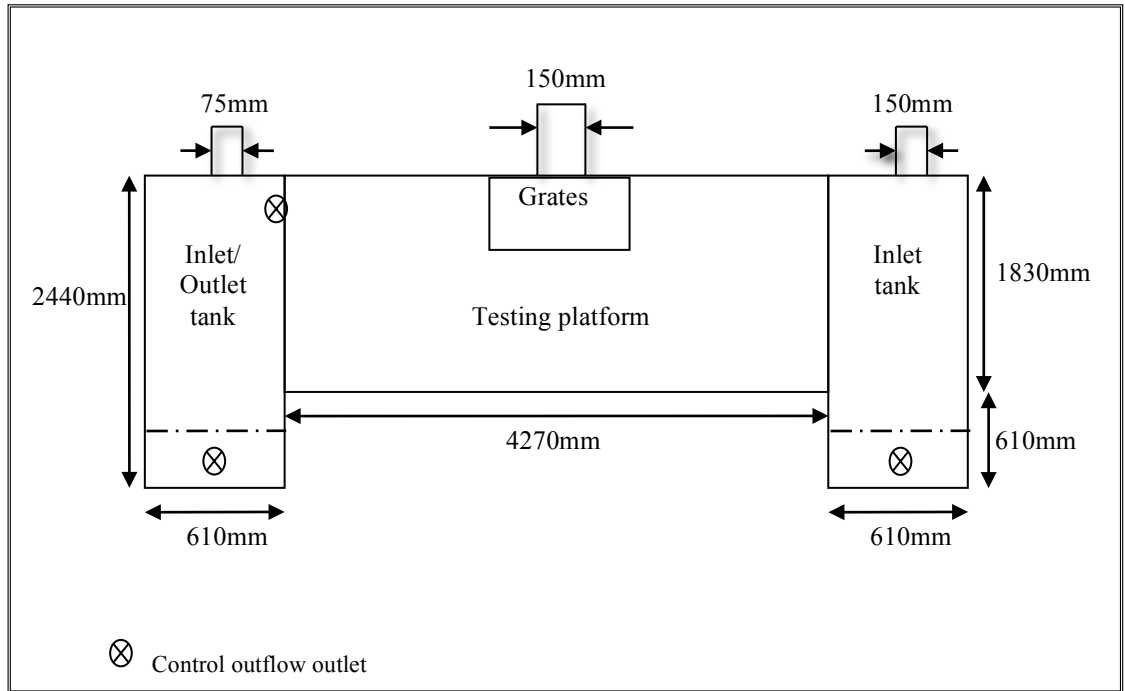 150mm
75mm
150mm
Grates
Inlet/
Outlet
tank
Inlet
tank
2440mm
1830mm
Testing platform
4270mm
610mm
610mm
610mm
Control outflow outlet